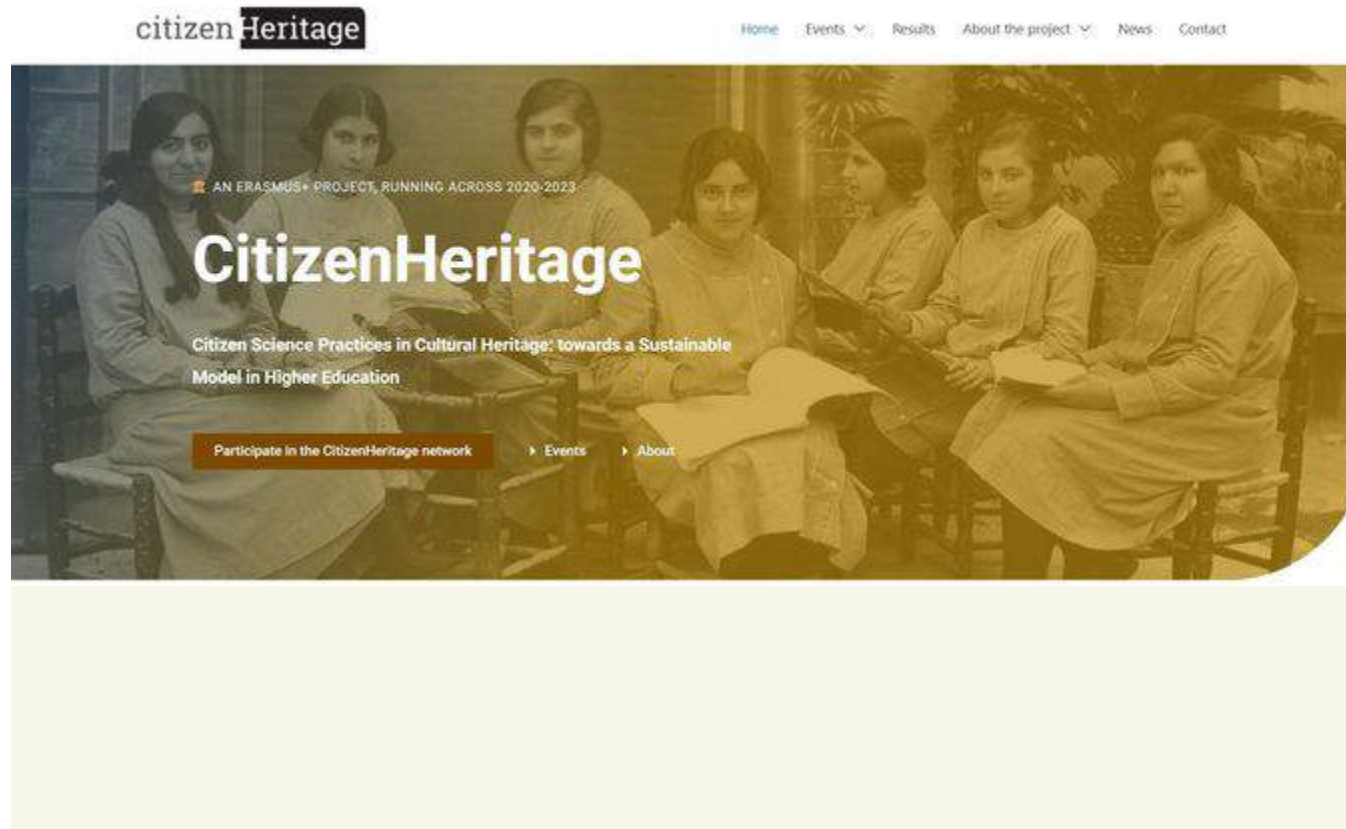 citizen Heritage
Home Events Results About the project News Contact
AN ERASMUS+ PROJECT, RUNNING ACROSS 2020-2023
CitizenHeritage
Citizen Science Practices in Cultural Heritage: towards a Sustainable
Model in Higher Education
Participate in the CitizenHeritage network Events About